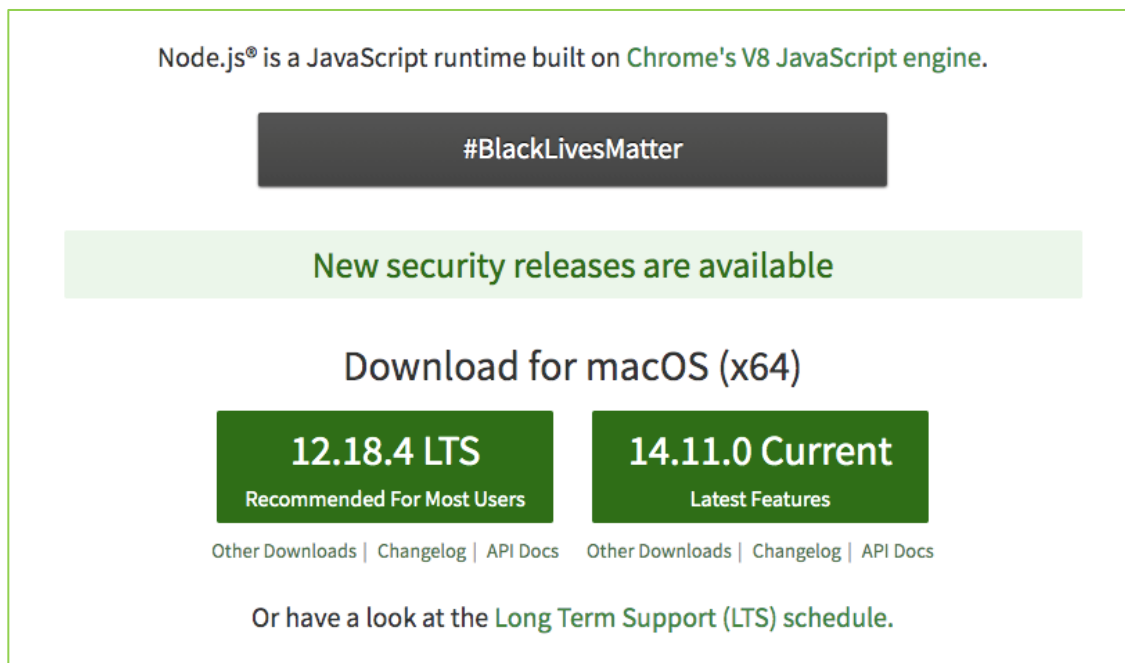 Node.js® is a JavaScript runtime built on Chrome's V8 JavaScript engine.
#BlackLivesMatter
New security releases are available
Download for macOS (x64)
12.18.4 LTS
Recommended For Most Users
14.11.0 Current
Latest Features
Other Downloads | Changelog | API Docs
Other Downloads | Changelog | API Docs
Or have a look at the Long Term Support (LTS) schedule.